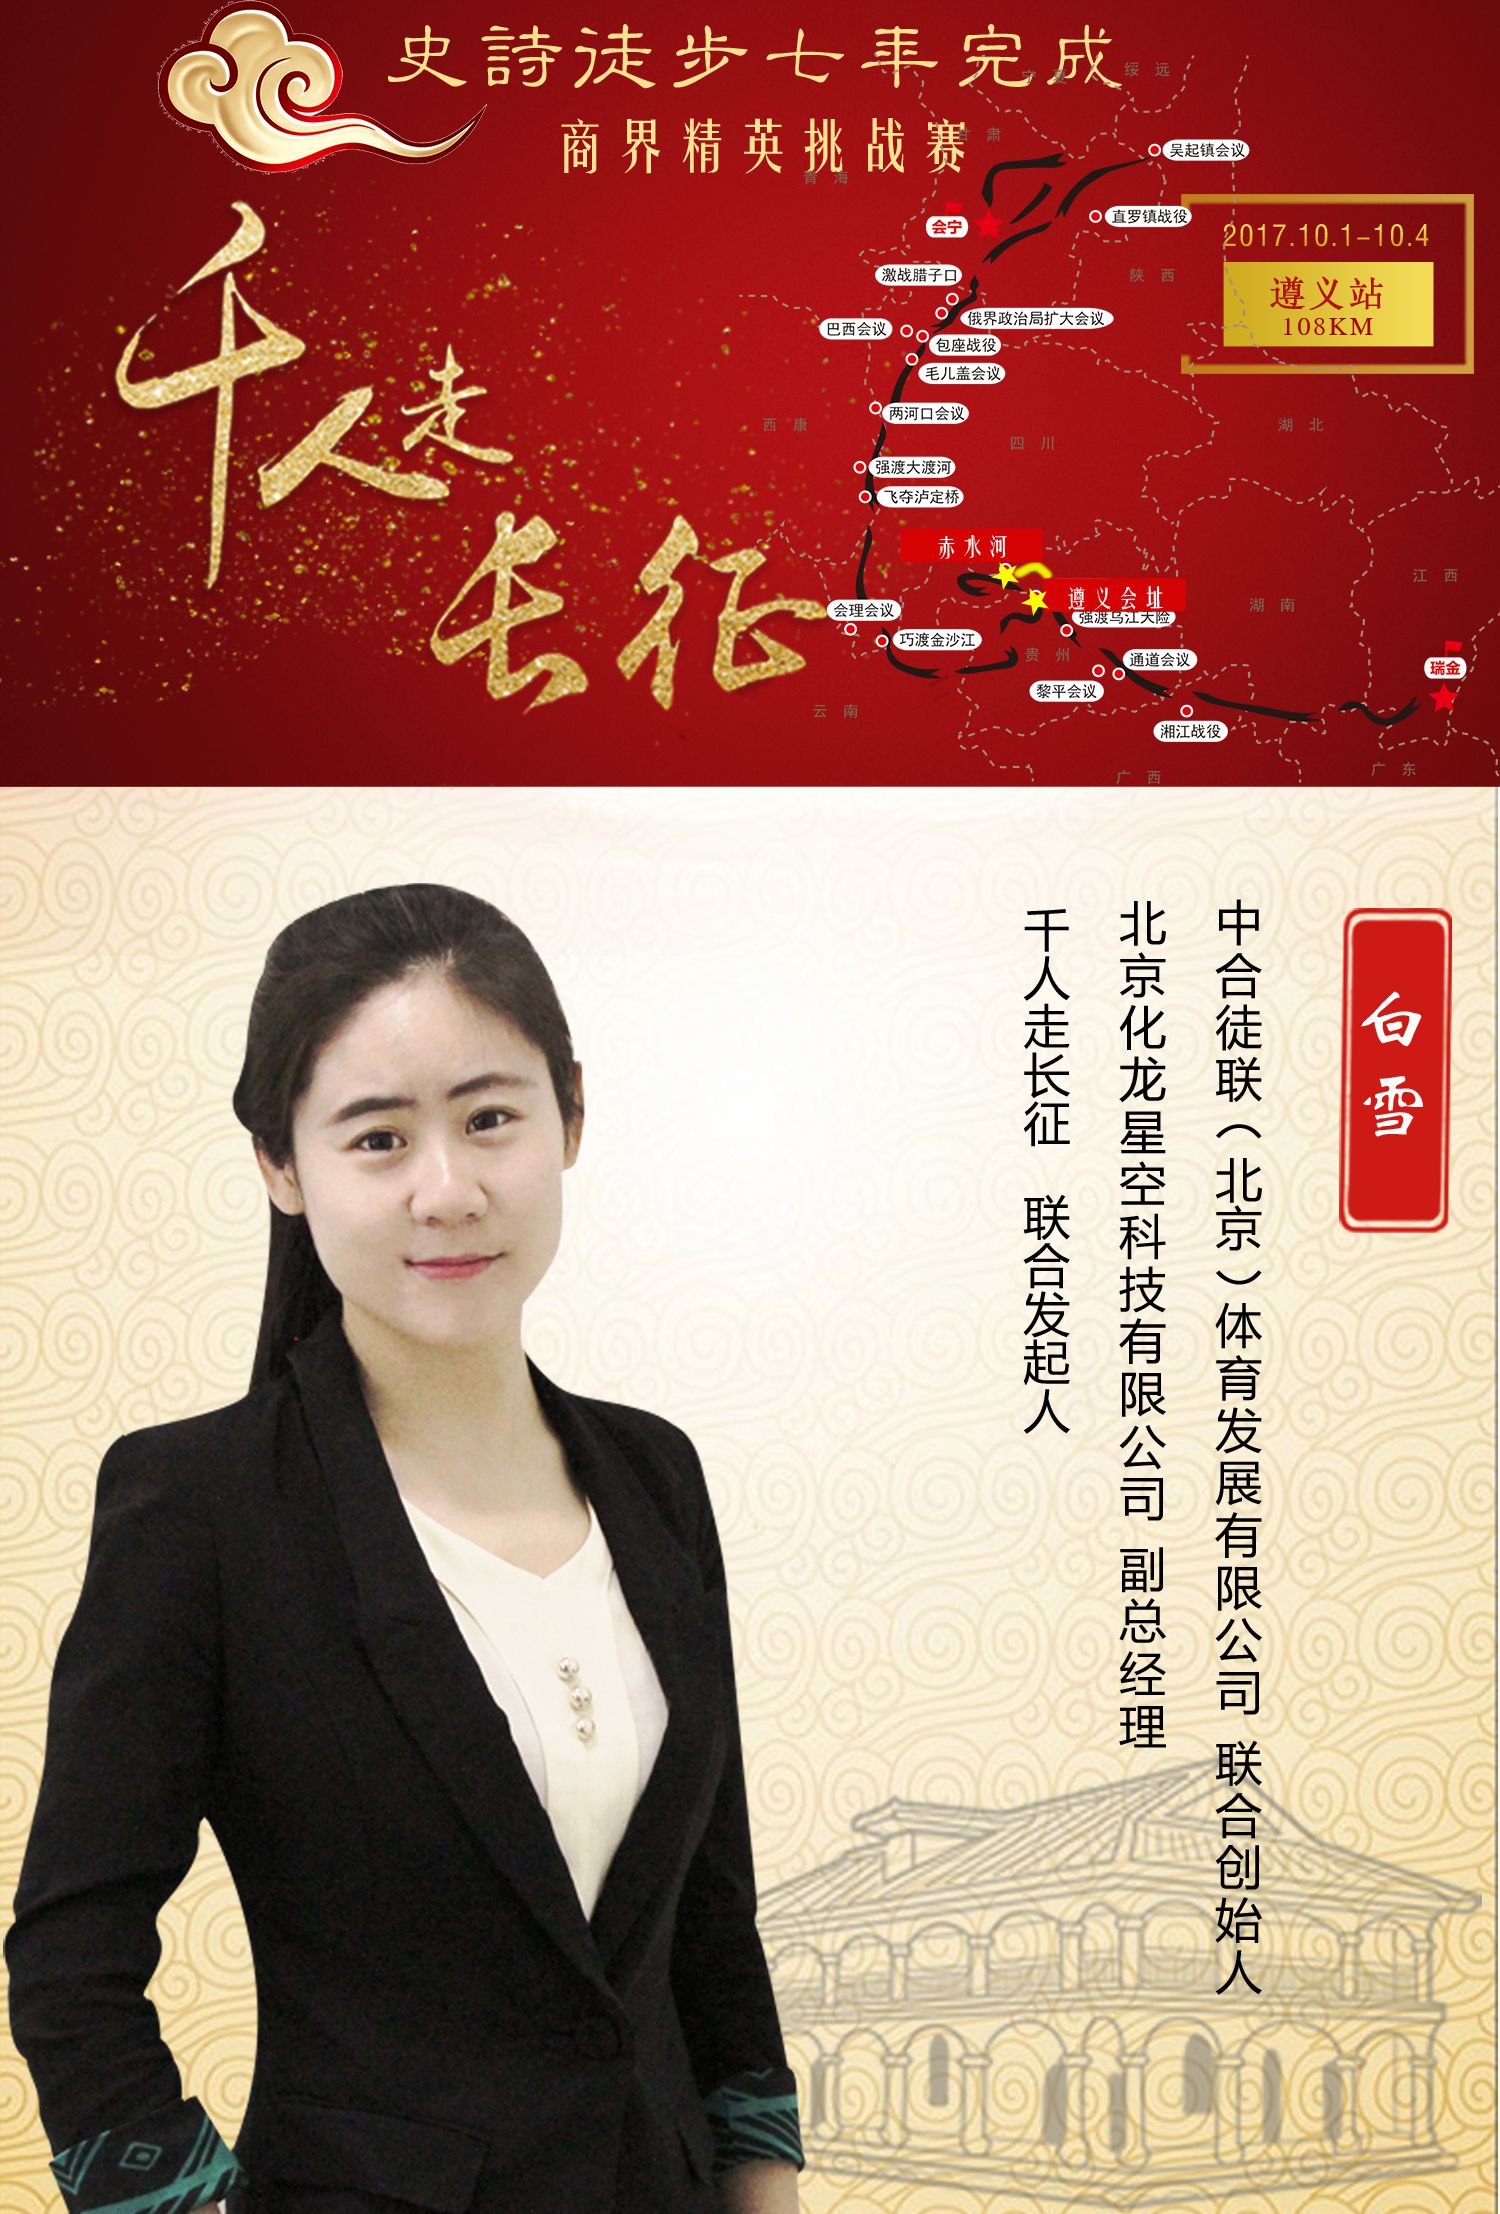 史詩徒步七年完成
商界精英挑战赛
千人走
长征
2017.10.1-10.4
遵义站
108KM
宁 夏
绥 远
甘 肃
青 海
吴起镇会议
直罗镇战役
会宁
陕 西
激战腊子口
俄界政治局扩大会议
巴西会议
包座战役
毛儿盖会议
两河口会议
西 康
四 川
湖 北
强渡大渡河
飞夺泸定桥
赤水河
遵义会址
江 西
湖 南
会理会议
强渡乌江天险
巧渡金沙江
贵 州
通道会议
瑞金
黎平会议
云 南
湘江战役
广 西
广 东
白雪
中合徒联（北京）体育发展有限公司 联合创始人
北京化龙星空科技有限公司 副总经理
千人走长征 联合发起人